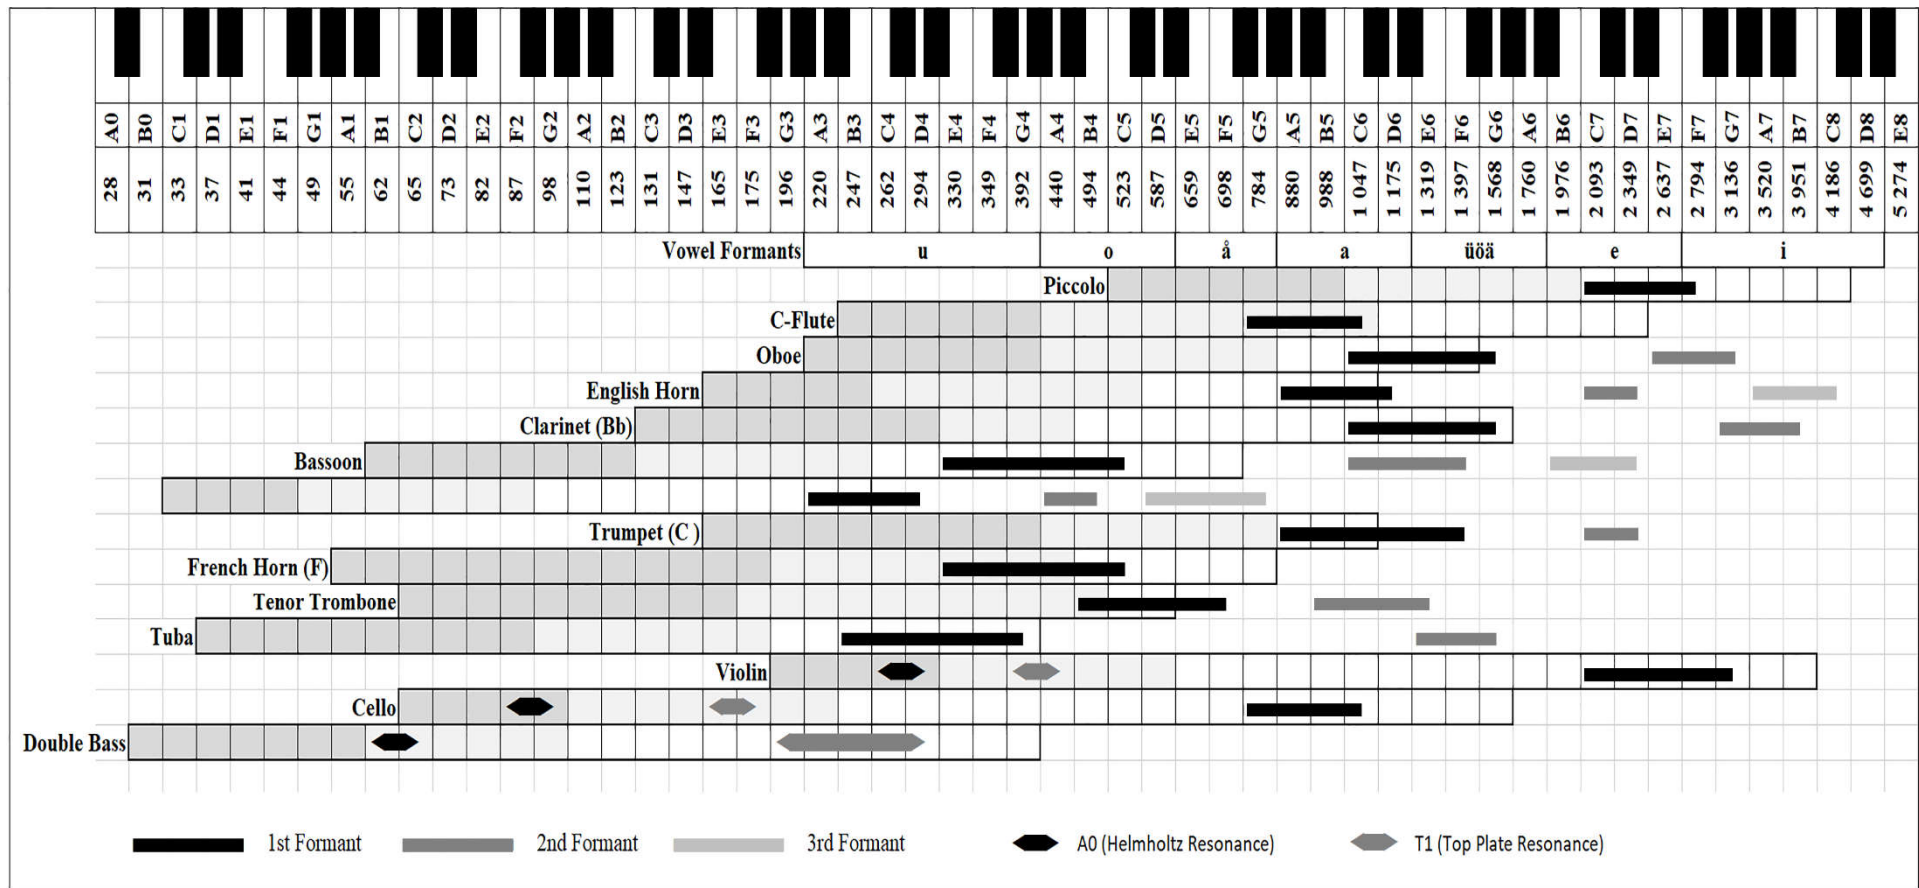 A0 B0 C1 D1 E1 F1 G1 A1 B1 C2 D2 E2 F2 G2 A2 B2 C3 D3 E3 F3 G3 A3 B3 C4 D4 E4 F4 G4 A4 B4 C5 D5 E5 F5 G5 A5 B5 C6 D6 E6 F6 G6 A6 B6 C7 D7 E7 F7 G7 A7 B7 C8 D8 E8
28 31 33 37 41 44 49 55 62 65 73 82 87 98 110 123 131 147 165 175 196 220 247 262 294 330 349 392 440 494 523 587 659 698 784 880 988 1 047 1 175 1 319 1 397 1 568 1 760 1 976 2 093 2 349 2 637 2 794 3 136 3 520 3 951 4 186 4 699 5 274
Vowel Formants u o å a üöä e i
Piccolo
C-Flute
Oboe
English Horn
Clarinet (Bb)
Bassoon
Trumpet (C )
French Horn (F)
Tenor Trombone
Tuba
Violin
Cello
Double Bass
1st Formant 2nd Formant 3rd Formant A0 (Helmholtz Resonance) T1 (Top Plate Resonance)